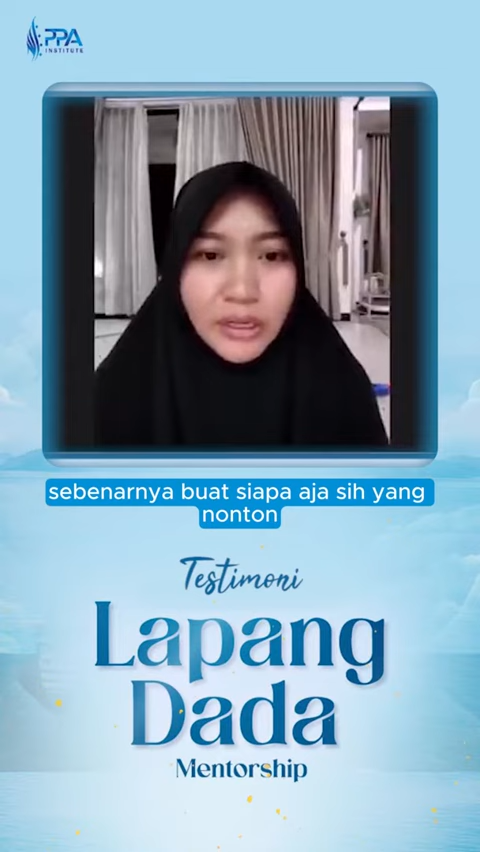 PPA
INSTITUTE
sebenarnya buat siapa aja sih yang
nonton
Testimoni
Lapang
Dada
Mentorship